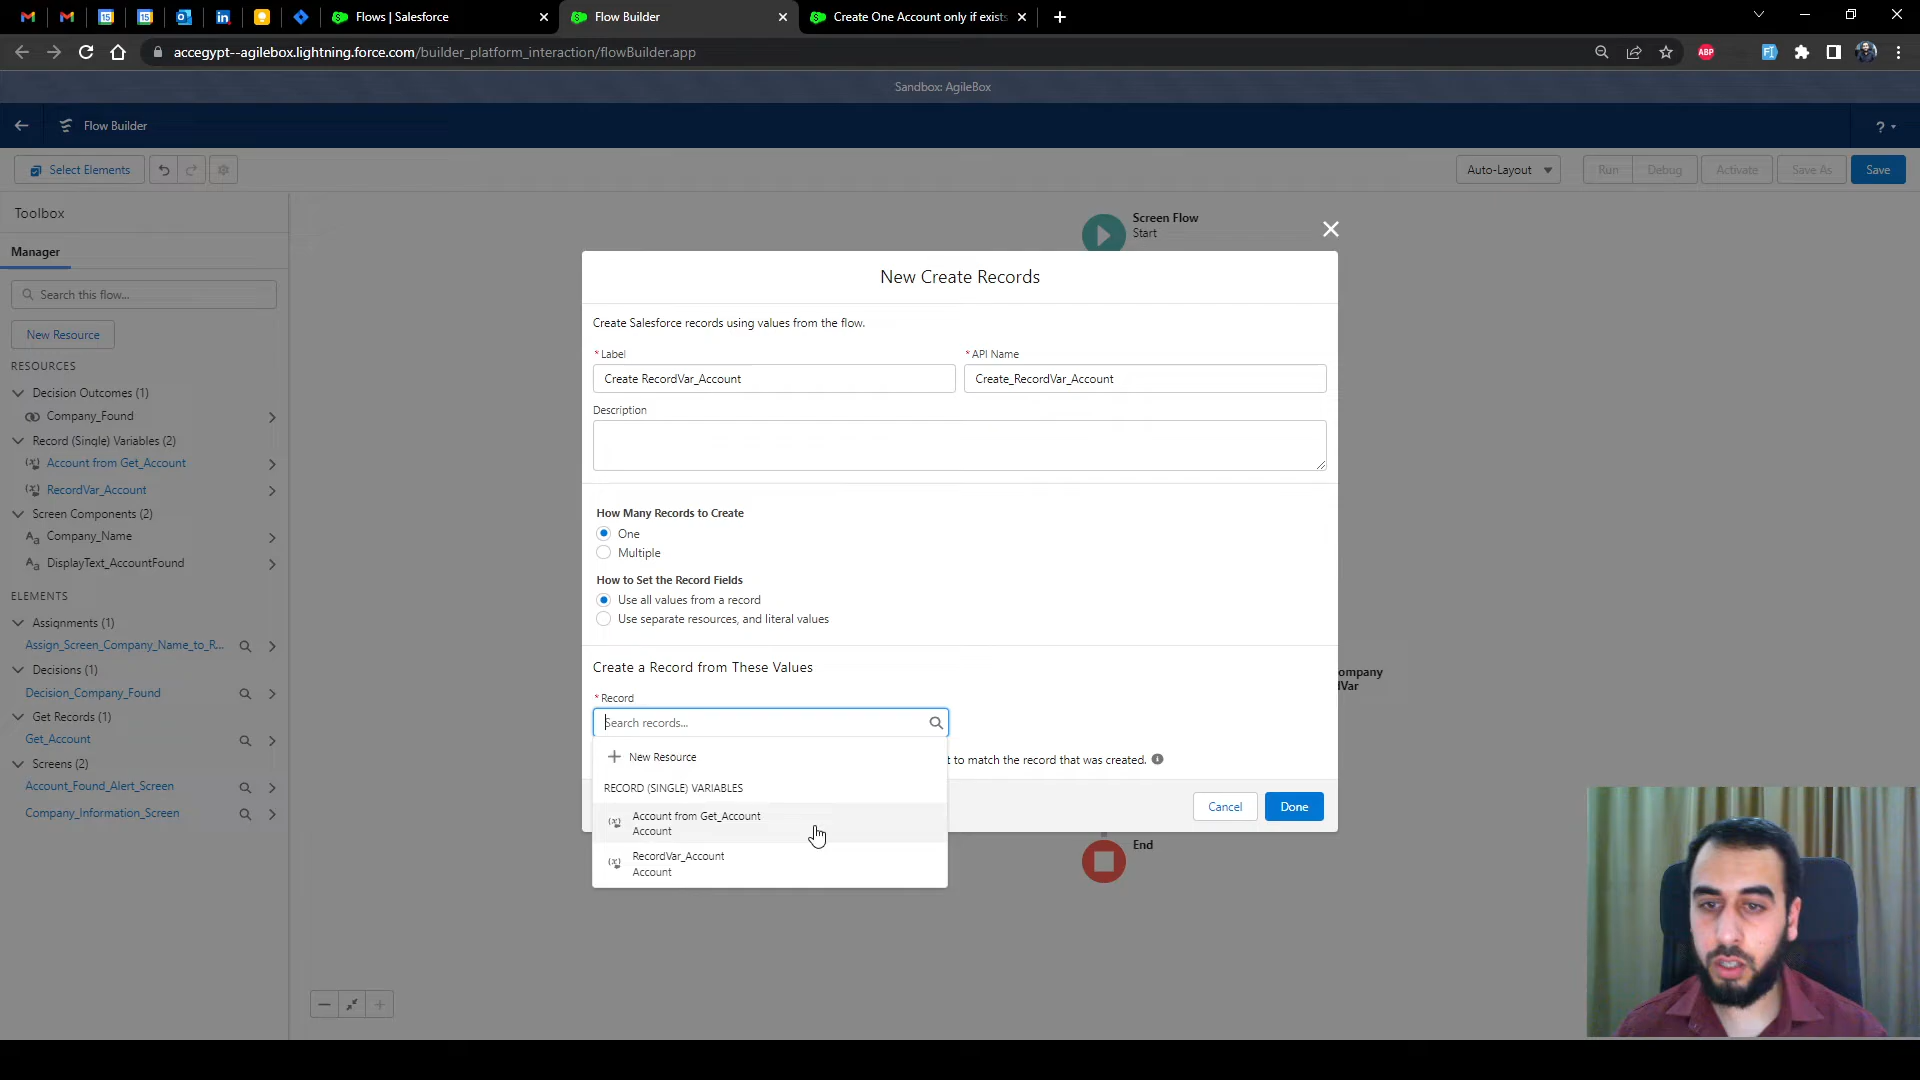 Flows | Salesforce
Flow Builder
Create One Account only if exists
accegypt--agilebox.lightning.force.com/builder_platform_interaction/flowBuilder.app
ABP
Sandbox: AgileBox
Flow Builder
?
Select Elements
Auto-Layout
Run
Debug
Activate
Save As
Save
Toolbox
Manager
Search this flow...
New Resource
RESOURCES
Decision Outcomes (1)
Company_Found
Record (Single) Variables (2)
Account from Get_Account
RecordVar_Account
Screen Components (2)
Company_Name
DisplayText_AccountFound
ELEMENTS
Assignments (1)
Assign_Screen_Company_Name_to_R...
Decisions (1)
Decision_Company_Found
Get Records (1)
Get_Account
Screens (2)
Account_Found_Alert_Screen
Company_Information_Screen
Screen Flow
Start
New Create Records
Create Salesforce records using values from the flow.
* Label
* API Name
Create RecordVar_Account
Create_RecordVar_Account
Description
How Many Records to Create
One
Multiple
How to Set the Record Fields
Use all values from a record
Use separate resources, and literal values
Create a Record from These Values
* Record
Search records...
New Resource
t to match the record that was created.
RECORD (SINGLE) VARIABLES
Account from Get_Account
Account
RecordVar_Account
Account
Cancel
Done
ompany
Var
End